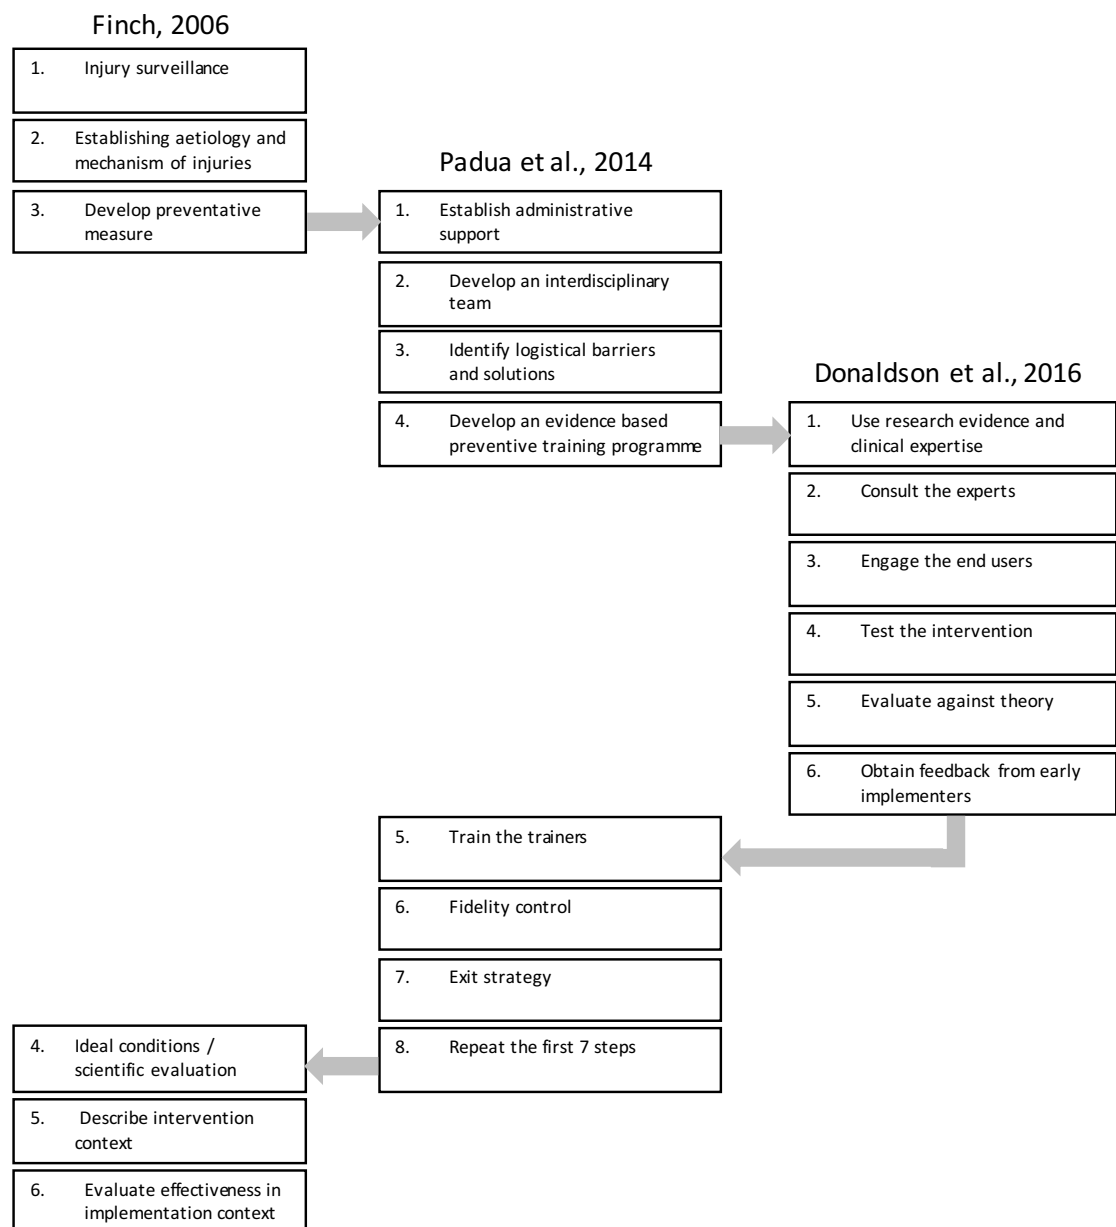 Finch, 2006
1. Injury surveillance
2. Establishing aetiology and
mechanism of injuries
3. Develop preventative
measure
Padua et al., 2014
1. Establish administrative
support
2. Develop an interdisciplinary
team
3. Identify logistical barriers
and solutions
4. Develop an evidence based
preventive training programme
Donaldson et al., 2016
1. Use research evidence and
clinical expertise
2. Consult the experts
3. Engage the end users
4. Test the intervention
5. Evaluate against theory
6. Obtain feedback from early
implementers
5. Train the trainers
6. Fidelity control
7. Exit strategy
8. Repeat the first 7 steps
4. Ideal conditions /
scientific evaluation
5. Describe intervention
context
6. Evaluate effectiveness in
implementation context